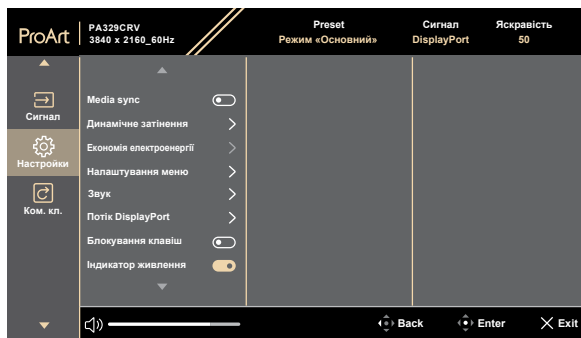 ProArt
PA329CRV
3840 x 2160_60Hz
Preset
Режим «Основний»
Сигнал
DisplayPort
Яскравість
50
Сигнал
Настройки
Ком. кл.
Media sync
Динамічне затінення
Економія електроенергії
Налаштування меню
Звук
Потік DisplayPort
Блокування клавіш
Індикатор живлення
Back
Enter
Exit